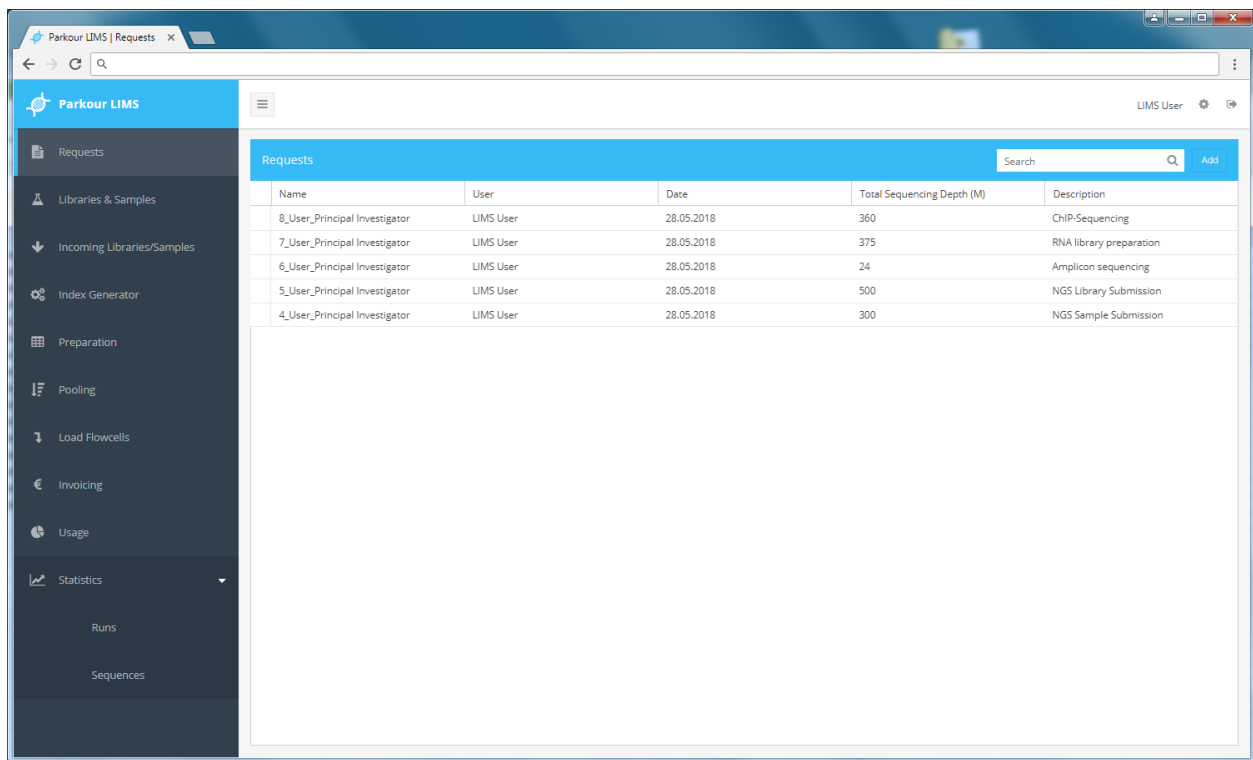 Parkour LIMS | Requests
Parkour LIMS
LIMS User
Requests
Libraries & Samples
Incoming Libraries/Samples
Index Generator
Preparation
Pooling
Load Flowcells
Invoicing
Usage
Statistics
Runs
Sequences
Requests Search Add
Name User Date Total Sequencing Depth (M) Description
8_User_Principal Investigator LIMS User 28.05.2018 360 ChIP-Sequencing
7_User_Principal Investigator LIMS User 28.05.2018 375 RNA library preparation
6_User_Principal Investigator LIMS User 28.05.2018 24 Amplicon sequencing
5_User_Principal Investigator LIMS User 28.05.2018 500 NGS Library Submission
4_User_Principal Investigator LIMS User 28.05.2018 300 NGS Sample Submission